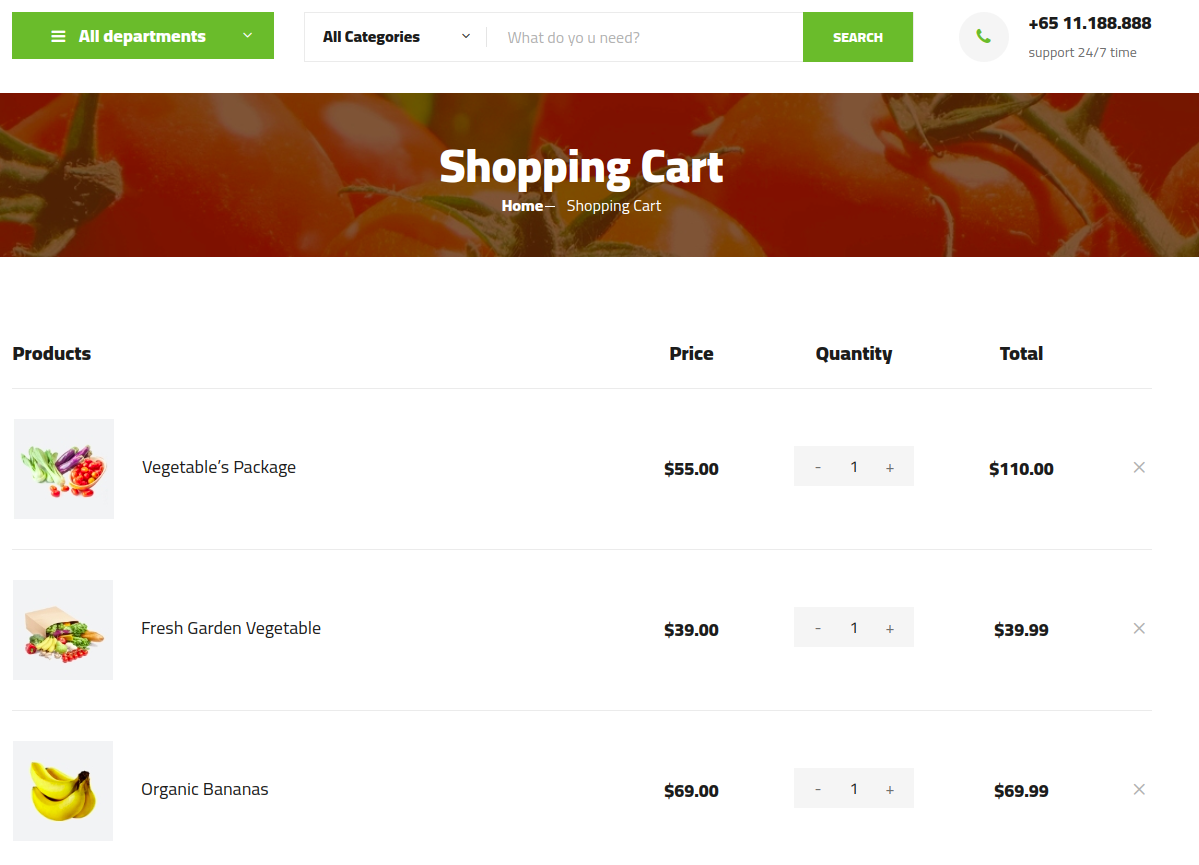 All departments
All Categories
What do yo u need?
SEARCH
+65 11.188.888
support 24/7 time
Shopping Cart
Home— Shopping Cart
Products Price Quantity Total
Vegetable’s Package $55.00 - 1 + $110.00
Fresh Garden Vegetable $39.00 - 1 + $39.99
Organic Bananas $69.00 - 1 + $69.99